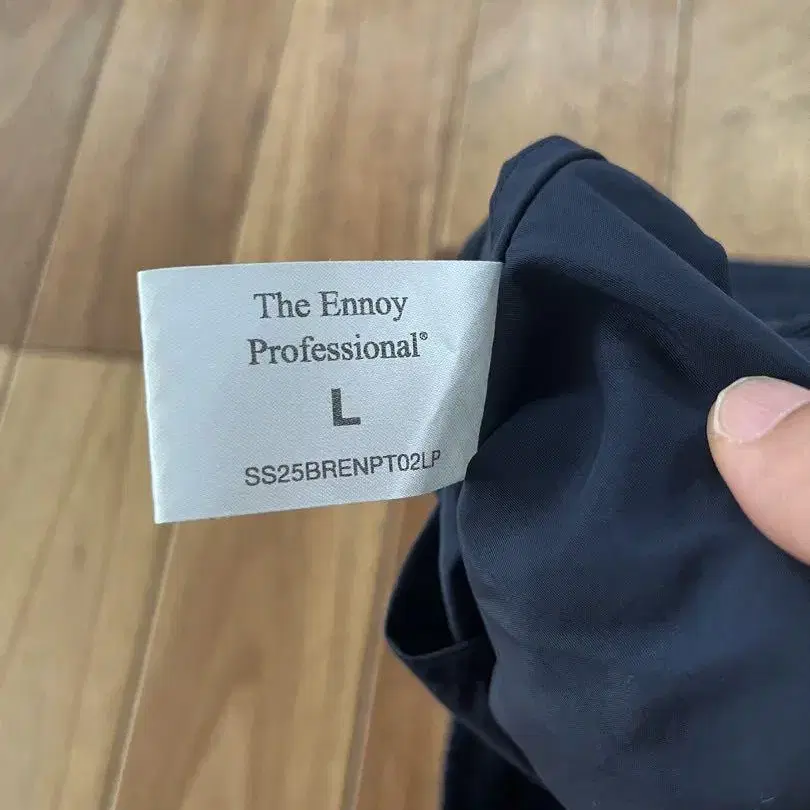 The Ennoy
Professional®
L
SS25BRENPT02LP